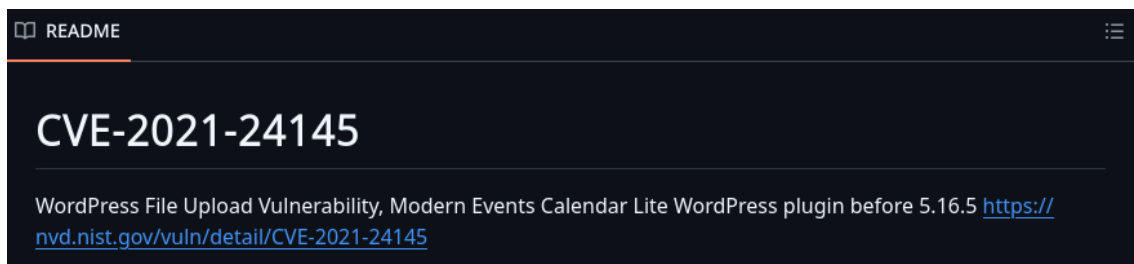 README
CVE-2021-24145
WordPress File Upload Vulnerability, Modern Events Calendar Lite WordPress plugin before 5.16.5 https://
nvd.nist.gov/vuln/detail/CVE-2021-24145